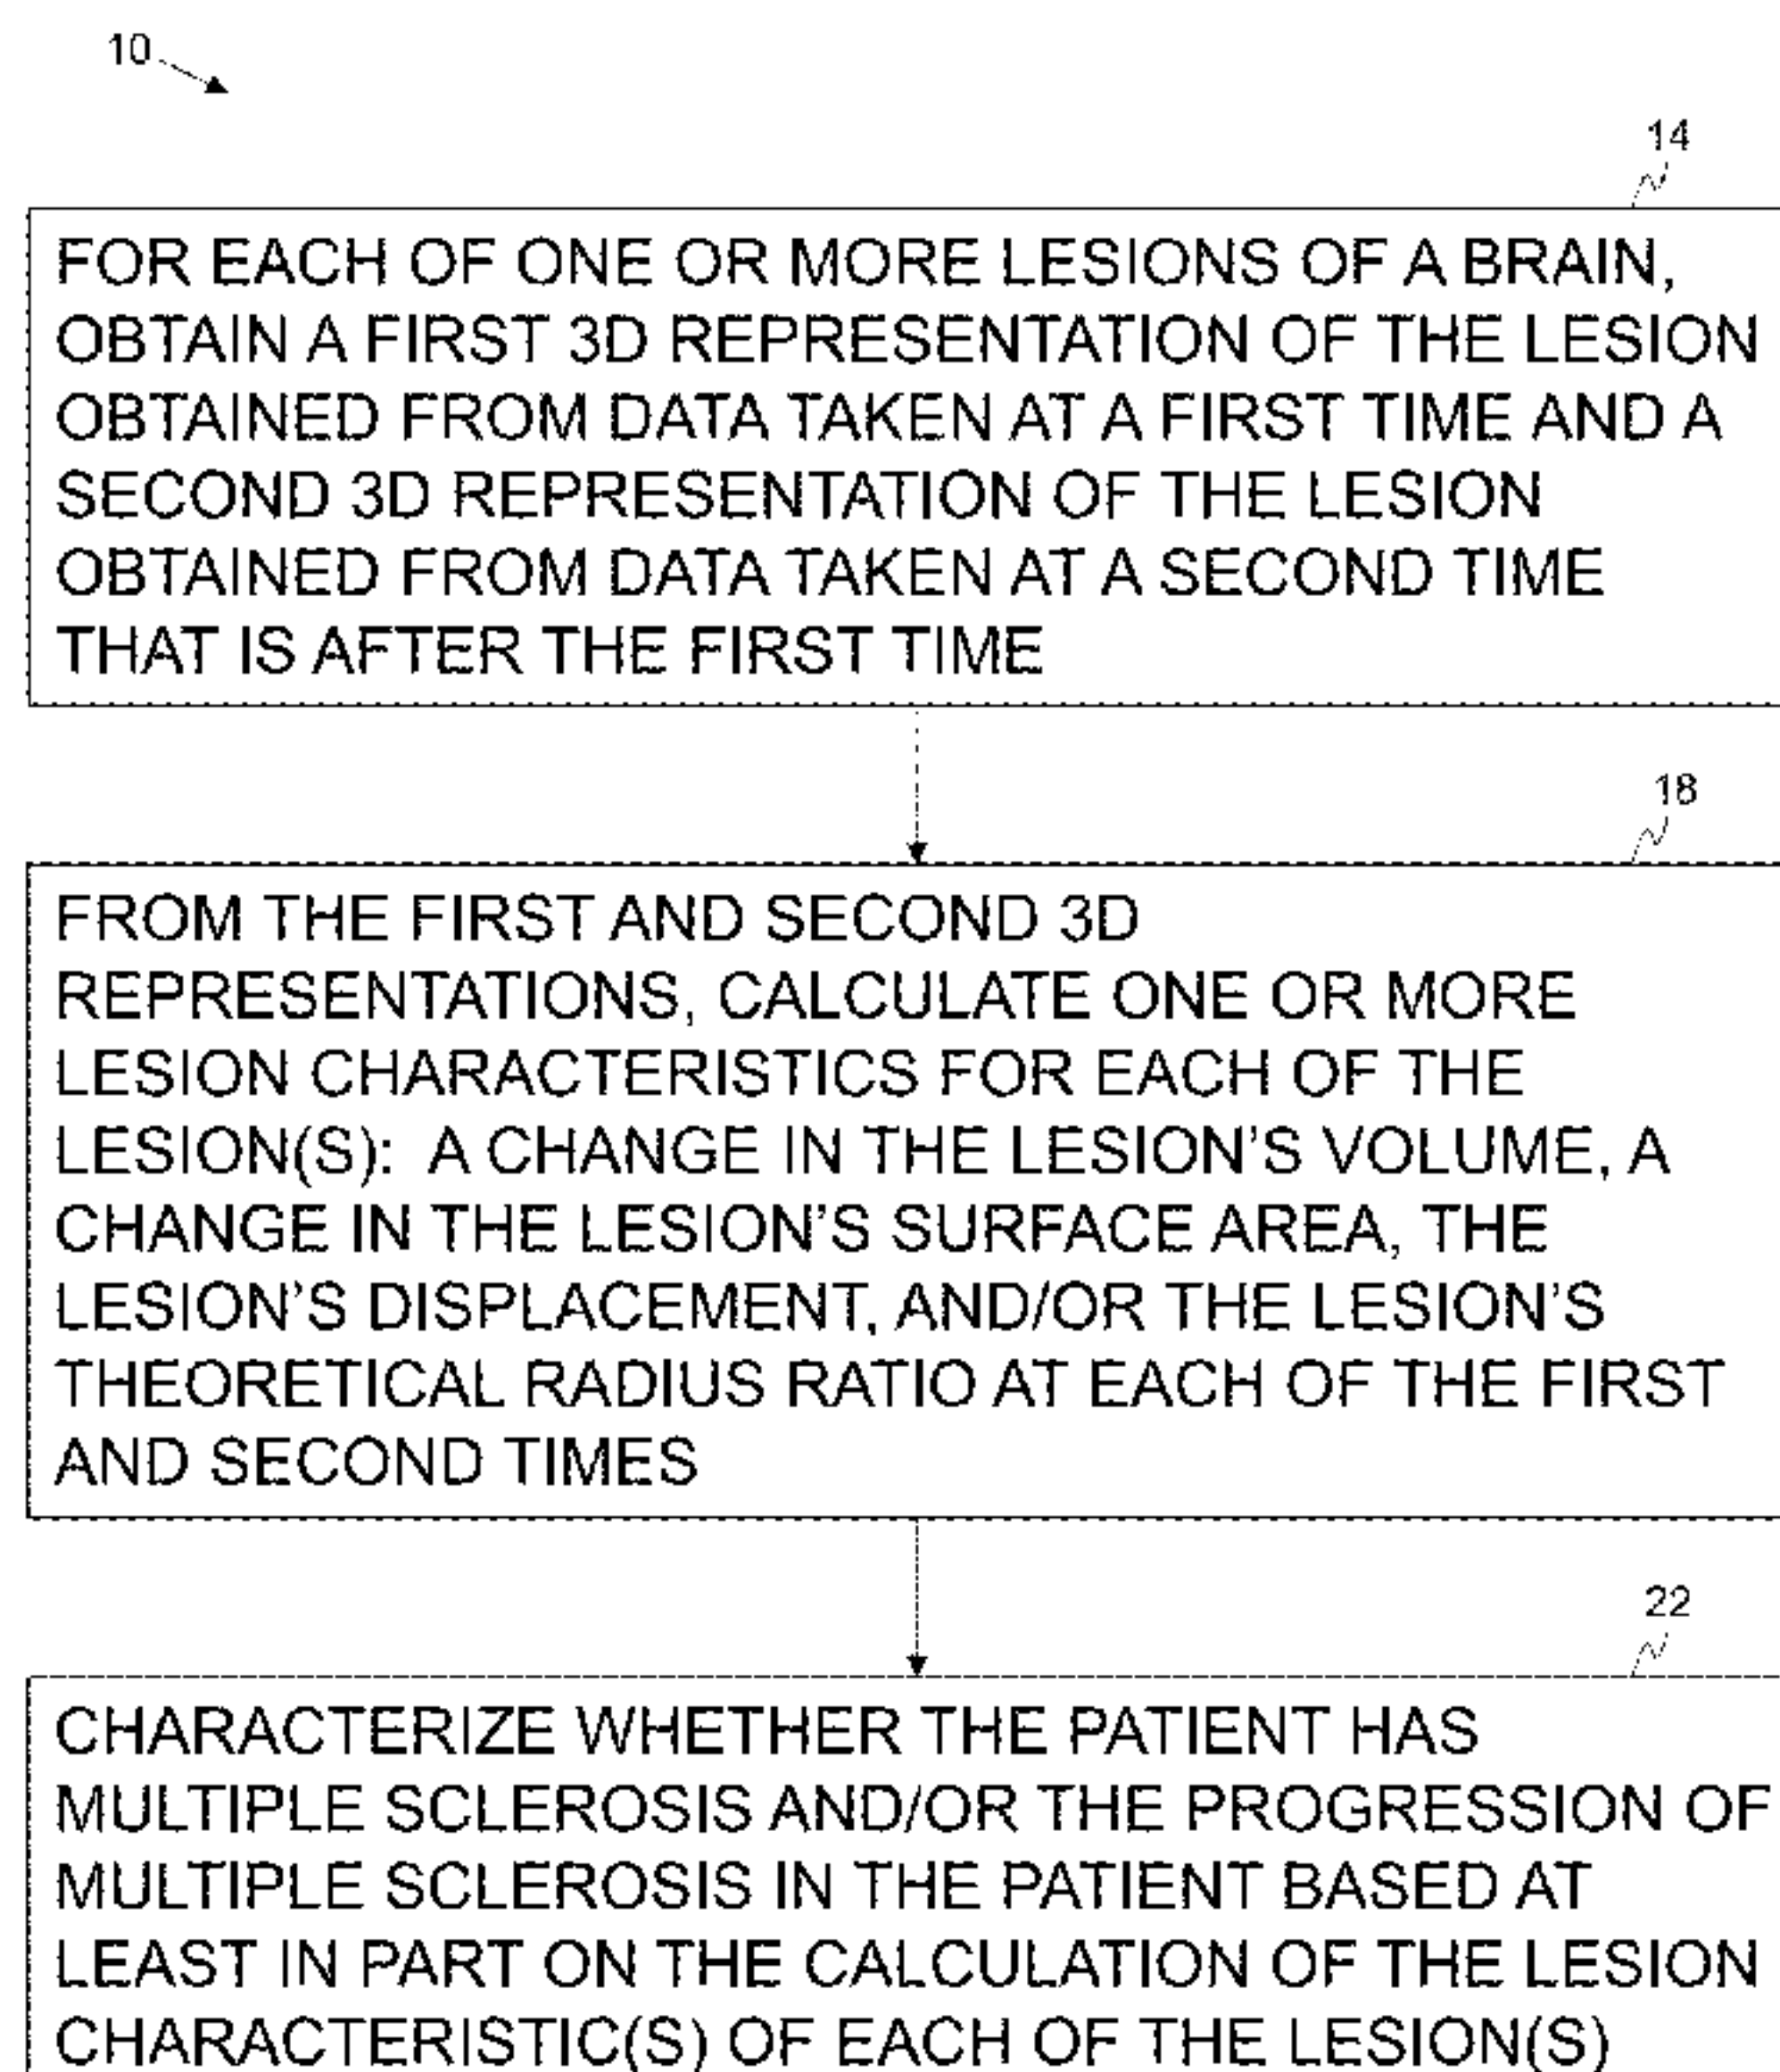 10
14
FOR EACH OF ONE OR MORE LESIONS OF A BRAIN,
OBTAIN A FIRST 3D REPRESENTATION OF THE LESION
OBTAINED FROM DATA TAKEN AT A FIRST TIME AND A
SECOND 3D REPRESENTATION OF THE LESION
OBTAINED FROM DATA TAKEN AT A SECOND TIME
THAT IS AFTER THE FIRST TIME
18
FROM THE FIRST AND SECOND 3D
REPRESENTATIONS, CALCULATE ONE OR MORE
LESION CHARACTERISTICS FOR EACH OF THE
LESION(S): A CHANGE IN THE LESION'S VOLUME, A
CHANGE IN THE LESION'S SURFACE AREA, THE
LESION'S DISPLACEMENT, AND/OR THE LESION'S
THEORETICAL RADIUS RATIO AT EACH OF THE FIRST
AND SECOND TIMES
22
CHARACTERIZE WHETHER THE PATIENT HAS
MULTIPLE SCLEROSIS AND/OR THE PROGRESSION OF
MULTIPLE SCLEROSIS IN THE PATIENT BASED AT
LEAST IN PART ON THE CALCULATION OF THE LESION
CHARACTERISTIC(S) OF EACH OF THE LESION(S)